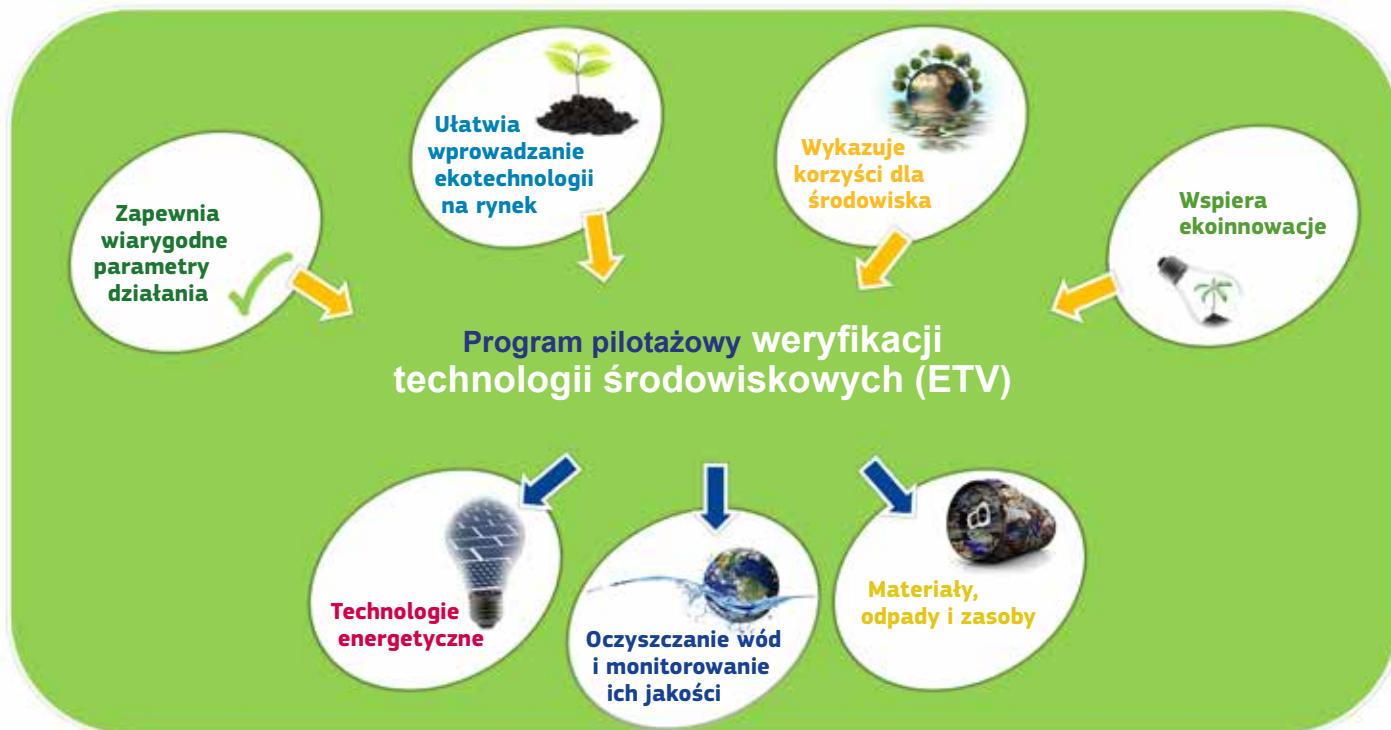 Zapewnia
wiarygodne
parametry
działania
Ułatwia
wprowadzanie
ekotechnologii
na rynek
Wykazuje
korzyści dla
środowiska
Wspiera
ekoinnowacje
Program pilotażowy weryfikacji
technologii środowiskowych (ETV)
Technologie
energetyczne
Oczyszczanie wód
i monitorowanie
ich jakości
Materiały,
odpady i zasoby